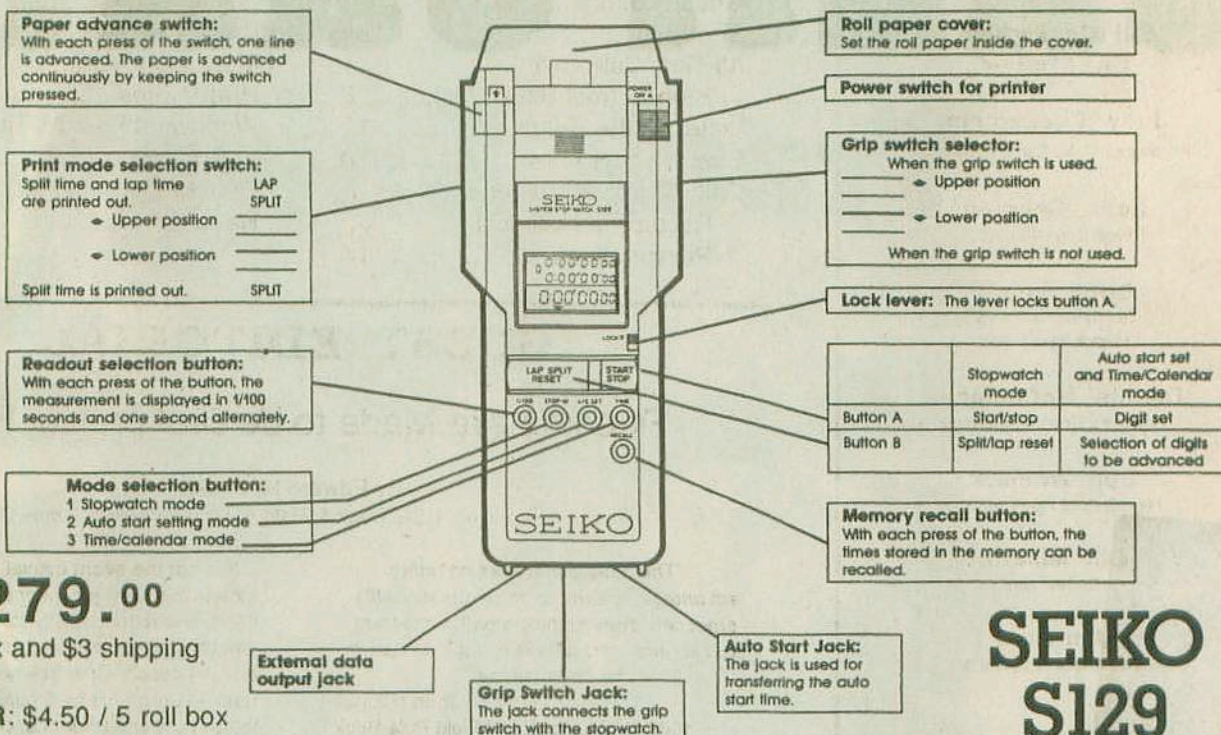 Paper advance switch:
With each press of the switch, one line
is advanced. The paper is advanced
continuously by keeping the switch
pressed.
Print mode selection switch:
Split time and lap time LAP
are printed out. SPLIT
Upper position
Lower position
Split time is printed out. SPLIT
Readout selection button:
With each press of the button, the
measurement is displayed in 1/100
seconds and one second alternately.
Mode selection button:
1 Stopwatch mode
2 Auto start setting mode
3 Time/calendar mode
279.00
and $3 shipping
: $4.50 / 5 roll box
External data
output jack
Grip Switch Jack:
The jack connects the grip
switch with the stopwatch.
Auto Start Jack:
The jack is used for
transferring the auto
start time.
POWER
SEIKO
SYSTEM STOP WATCH
LOCK
LAP SPLIT
RESET
START
STOP
RECALL
SEIKO
Roll paper cover:
Set the roll paper inside the cover.
Power switch for printer
Grip switch selector:
When the grip switch is used.
Upper position
Lower position
When the grip switch is not used.
Lock lever: The lever locks button A.
Stopwatch mode
Auto start set and Time/Calendar mode
Button A Start/stop Digit set
Button B Split/lap reset Selection of digits
to be advanced
Memory recall button:
With each press of the button, the
times stored in the memory can be
recalled.
SEIKO
S129